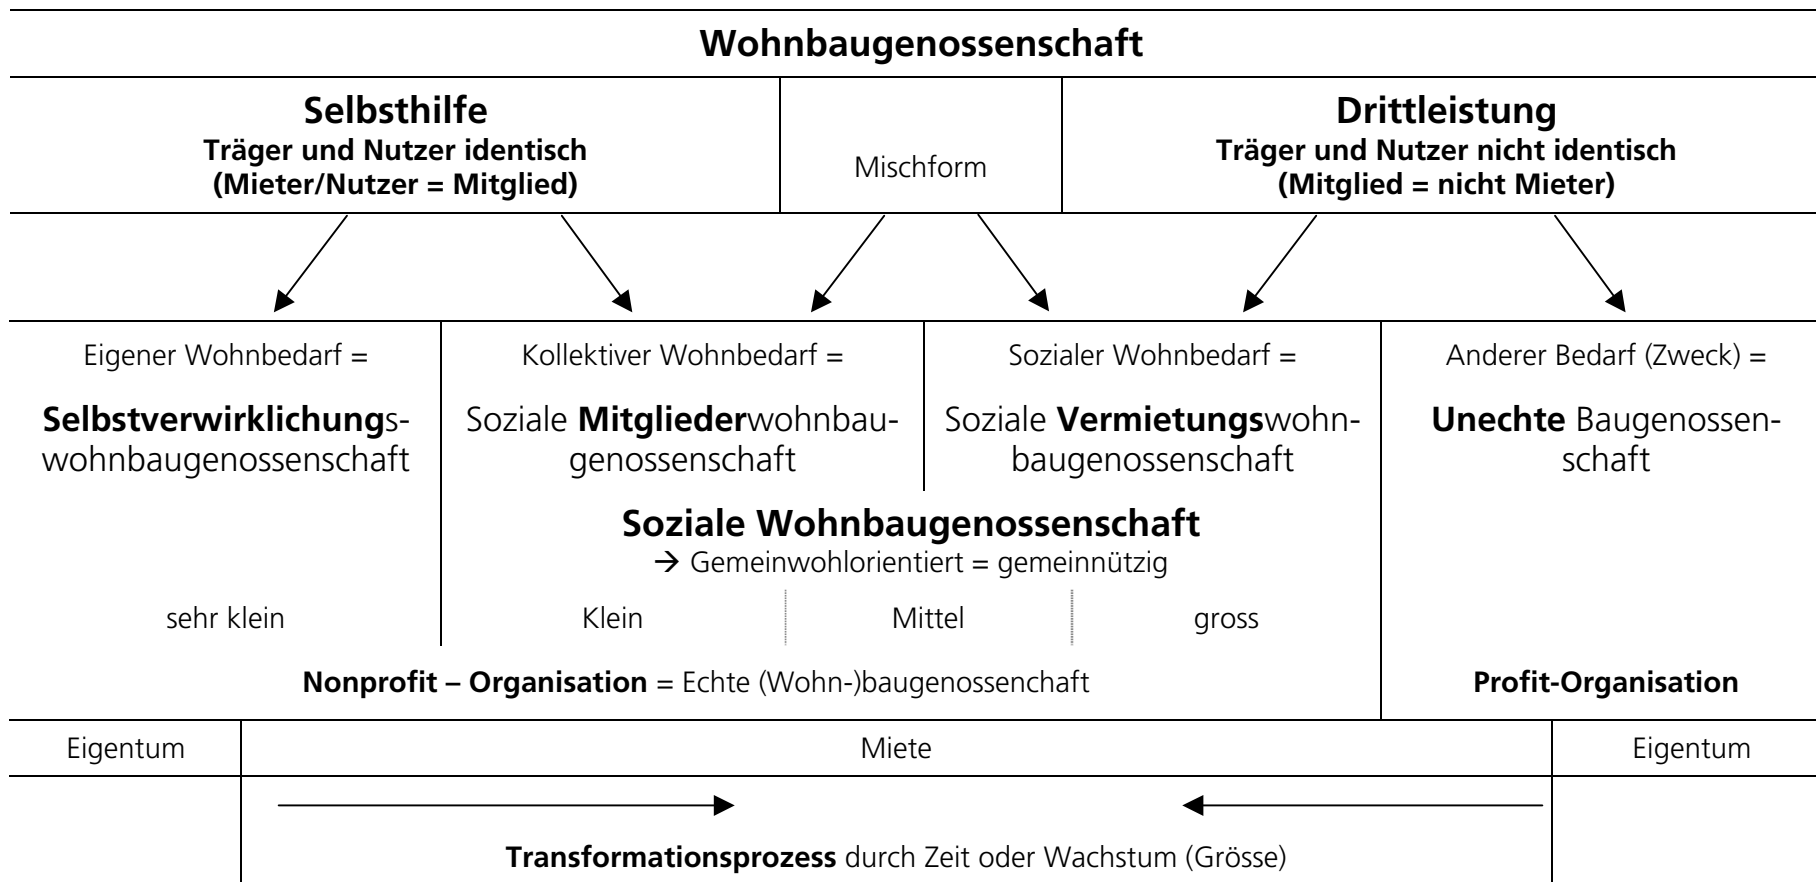 Wohnbaugenossenschaft
Selbsthilfe
Träger und Nutzer identisch
(Mieter/Nutzer = Mitglied)
Mischform
Drittleistung
Träger und Nutzer nicht identisch
(Mitglied = nicht Mieter)
Eigener Wohnbedarf =
Selbstverwirklichungs-
wohnbaugenossenschaft
Kollektiver Wohnbedarf =
Soziale Mitgliederwohnbau-
genossenschaft
Sozialer Wohnbedarf =
Soziale Vermietungswohn-
baugenossenschaft
Anderer Bedarf (Zweck) =
Unechte Baugenossen-
schaft
Soziale Wohnbaugenossenschaft
→ Gemeinwohlorientiert = gemeinnützig
sehr klein
Klein
Mittel
gross
Nonprofit – Organisation = Echte (Wohn-)baugenossenchaft
Profit-Organisation
Eigentum
Miete
Eigentum
Transformationsprozess durch Zeit oder Wachstum (Grösse)